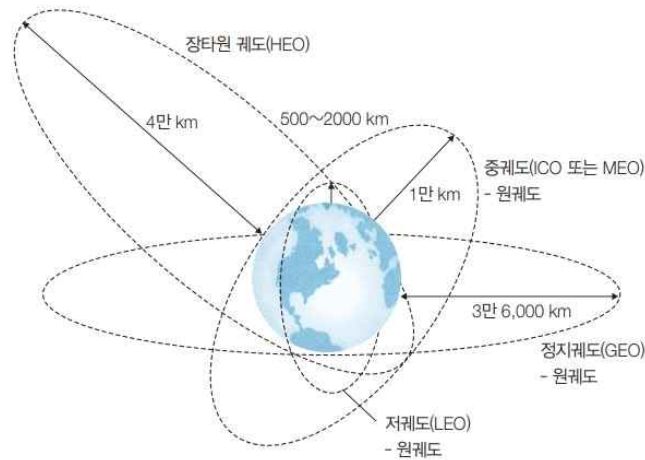 장타원 궤도(HEO)
4만 km
500~2000 km
중궤도(ICO 또는 MEO)
- 원궤도
1만 km
3만 6,000 km
정지궤도(GEO)
- 원궤도
저궤도(LEO)
- 원궤도